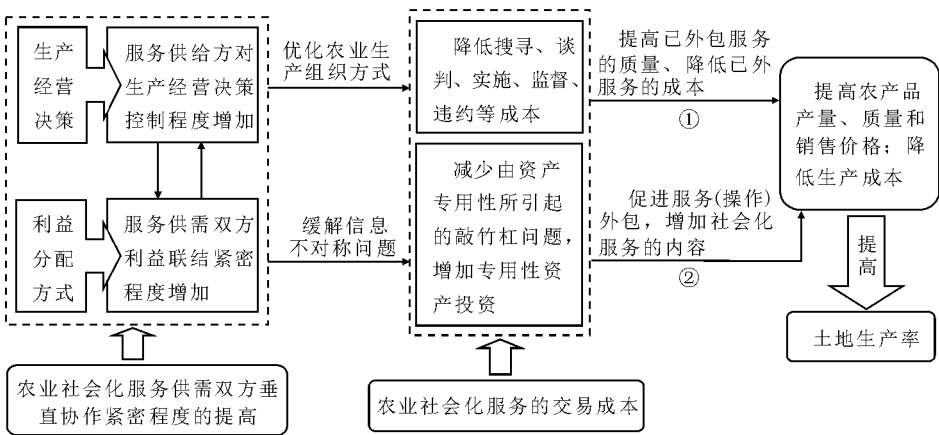 生产
经营
决策
服务供给方对
生产经营决策
控制程度增加
优化农业生
产组织方式
降低搜寻、谈
判、实施、监督、
违约等成本
提高已外包服务
的质量、降低已外
服务的成本
①
提高农产品
产量、质量和
销售价格；降
低生产成本
利益
分配
方式
服务供需双方
利益联结紧密
程度增加
缓解信息
不对称问题
减少由资产
专用性所引起
的敲竹杠问题，
增加专用性资
产投资
促进服务(操作)
外包，增加社会化
服务的内容
②
提高
土地生产率
农业社会化服务供需双方垂
直协作紧密程度的提高
农业社会化服务的交易成本